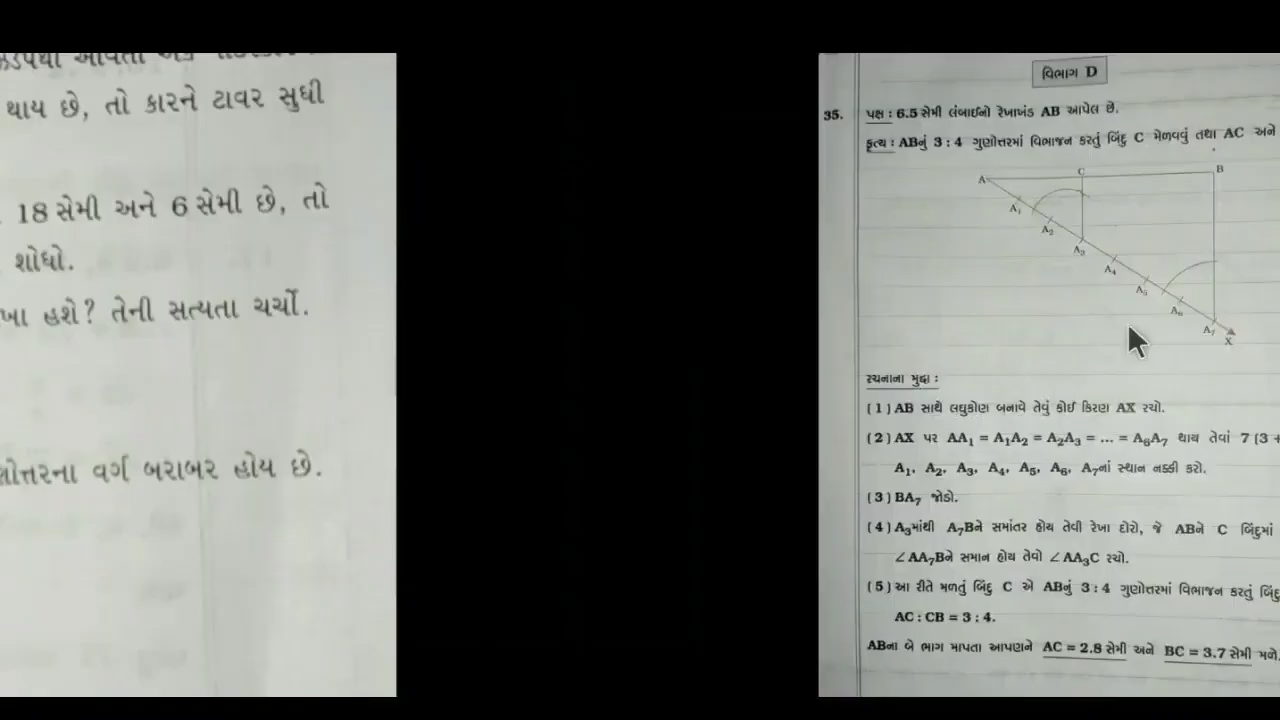 થાય છે, તો કારને ટાવર સુધી
18 સેમી અને 6 સેમી છે, તો
શોધો.
હશે? તેની સત્યતા ચર્ચો.
વર્ગ બરાબર હોય છે.
વિભાગ D
35. પક્ષ : 6.5 સેમી લંબાઈનો રેખાખંડ AB આપેલ છે.
કૃત્ય : ABનું 3 : 4 ગુણોત્તરમાં વિભાજન કરતું બિંદુ C મેળવવું તથા AC અને
A C B
A₁
A₂
A₃
A₄
A₅
A₆
A₇
X
રચનાના મુદ્દા :
(1) AB સાથે લઘુકોણ બનાવે તેવું કોઈ કિરણ AX રચો.
(2) AX પર AA₁ = A₁A₂ = A₂A₃ = ... = A₆A₇ થાય તેવાં 7 (3 +
A₁, A₂, A₃, A₄, A₅, A₆, A₇નાં સ્થાન નક્કી કરો.
(3) BA₇ જોડો.
(4) A₃માંથી A₇Bને સમાંતર હોય તેવી રેખા દોરો, જે ABને C બિંદુમાં
∠AA₇Bને સમાન હોય તેવો ∠AA₃C રચો.
(5) આ રીતે મળતું બિંદુ C એ ABનું 3 : 4 ગુણોત્તરમાં વિભાજન કરતું બિંદુ
AC : CB = 3 : 4.
ABના બે ભાગ માપતા આપણને AC = 2.8 સેમી અને BC = 3.7 સેમી મળે.